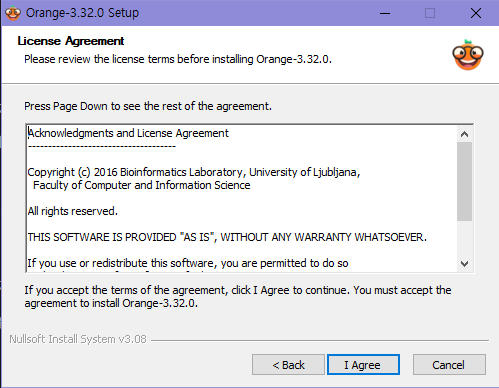 Orange-3.32.0 Setup
License Agreement
Please review the license terms before installing Orange-3.32.0.
Press Page Down to see the rest of the agreement.
Acknowledgments and License Agreement
-------------------------------------
Copyright (c) 2016 Bioinformatics Laboratory, University of Ljubljana,
Faculty of Computer and Information Science
All rights reserved.
THIS SOFTWARE IS PROVIDED "AS IS", WITHOUT ANY WARRANTY WHATSOEVER.
If you use or redistribute this software, you are permitted to do so
If you accept the terms of the agreement, click I Agree to continue. You must accept the
agreement to install Orange-3.32.0.
Nullsoft Install System v3.08
< Back
I Agree
Cancel